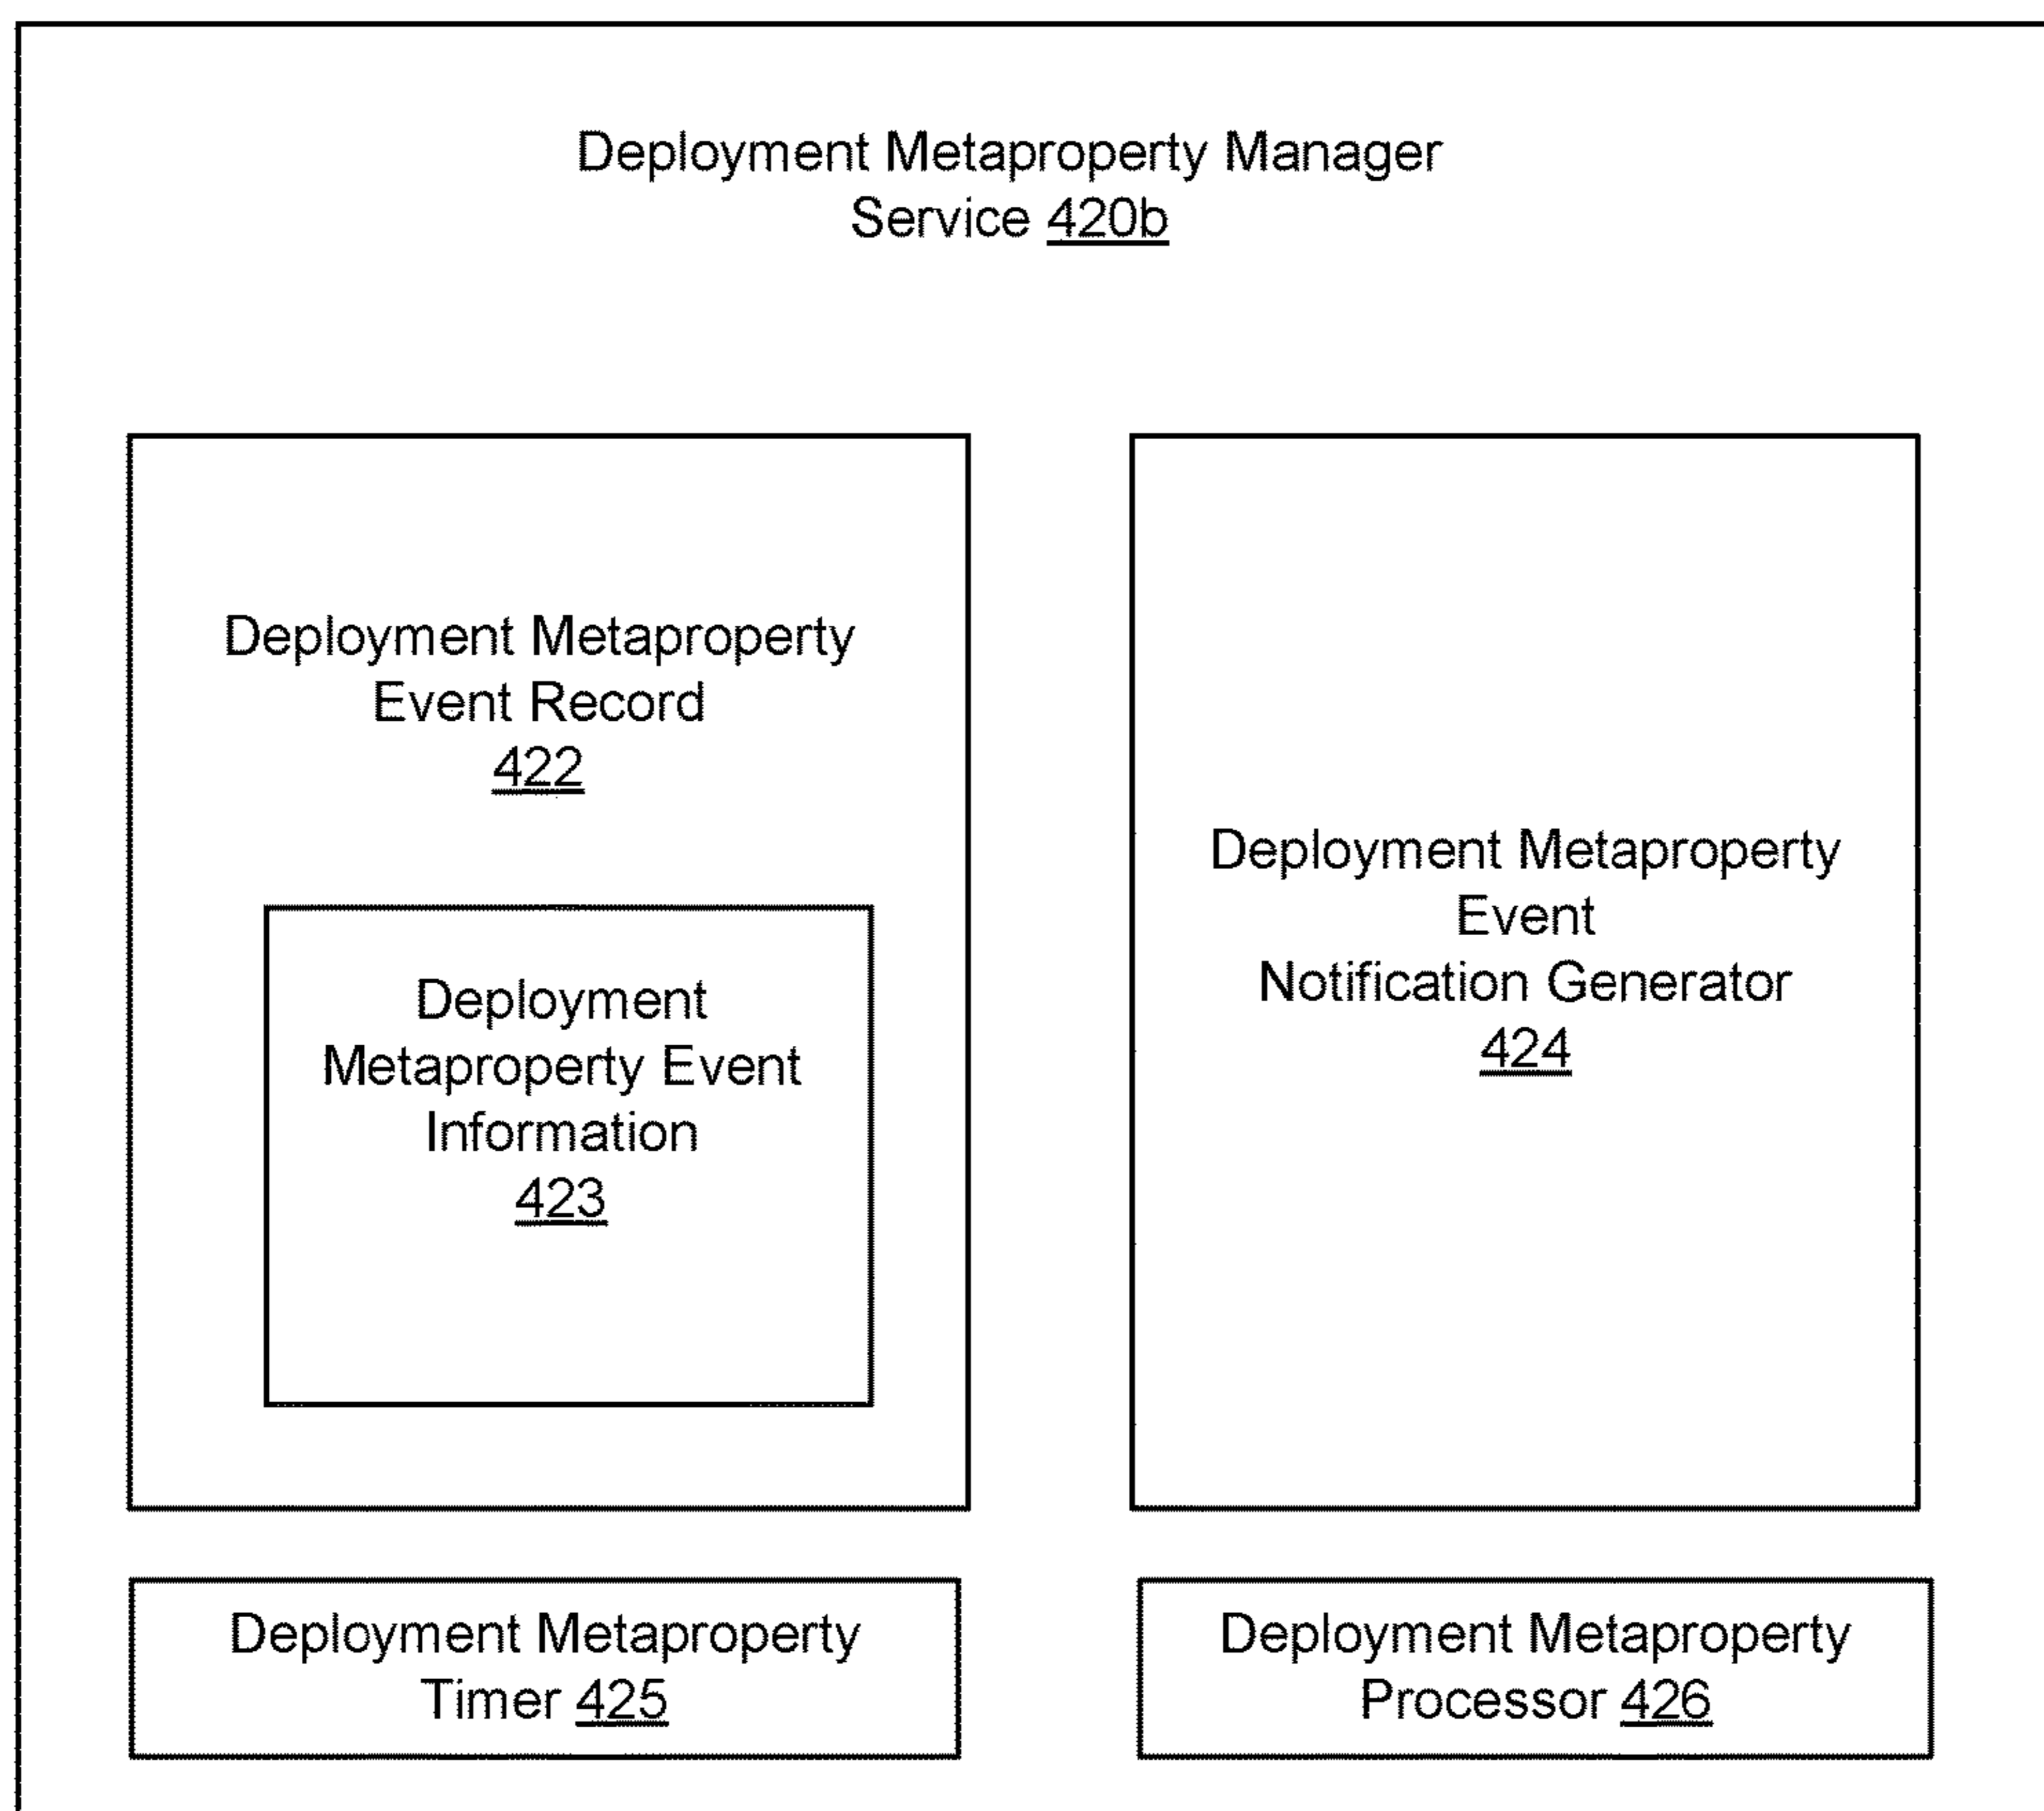 Deployment Metaproperty Manager
Service 420b
Deployment Metaproperty
Event Record
422
Deployment
Metaproperty Event
Information
423
Deployment Metaproperty
Event
Notification Generator
424
Deployment Metaproperty
Timer 425
Deployment Metaproperty
Processor 426